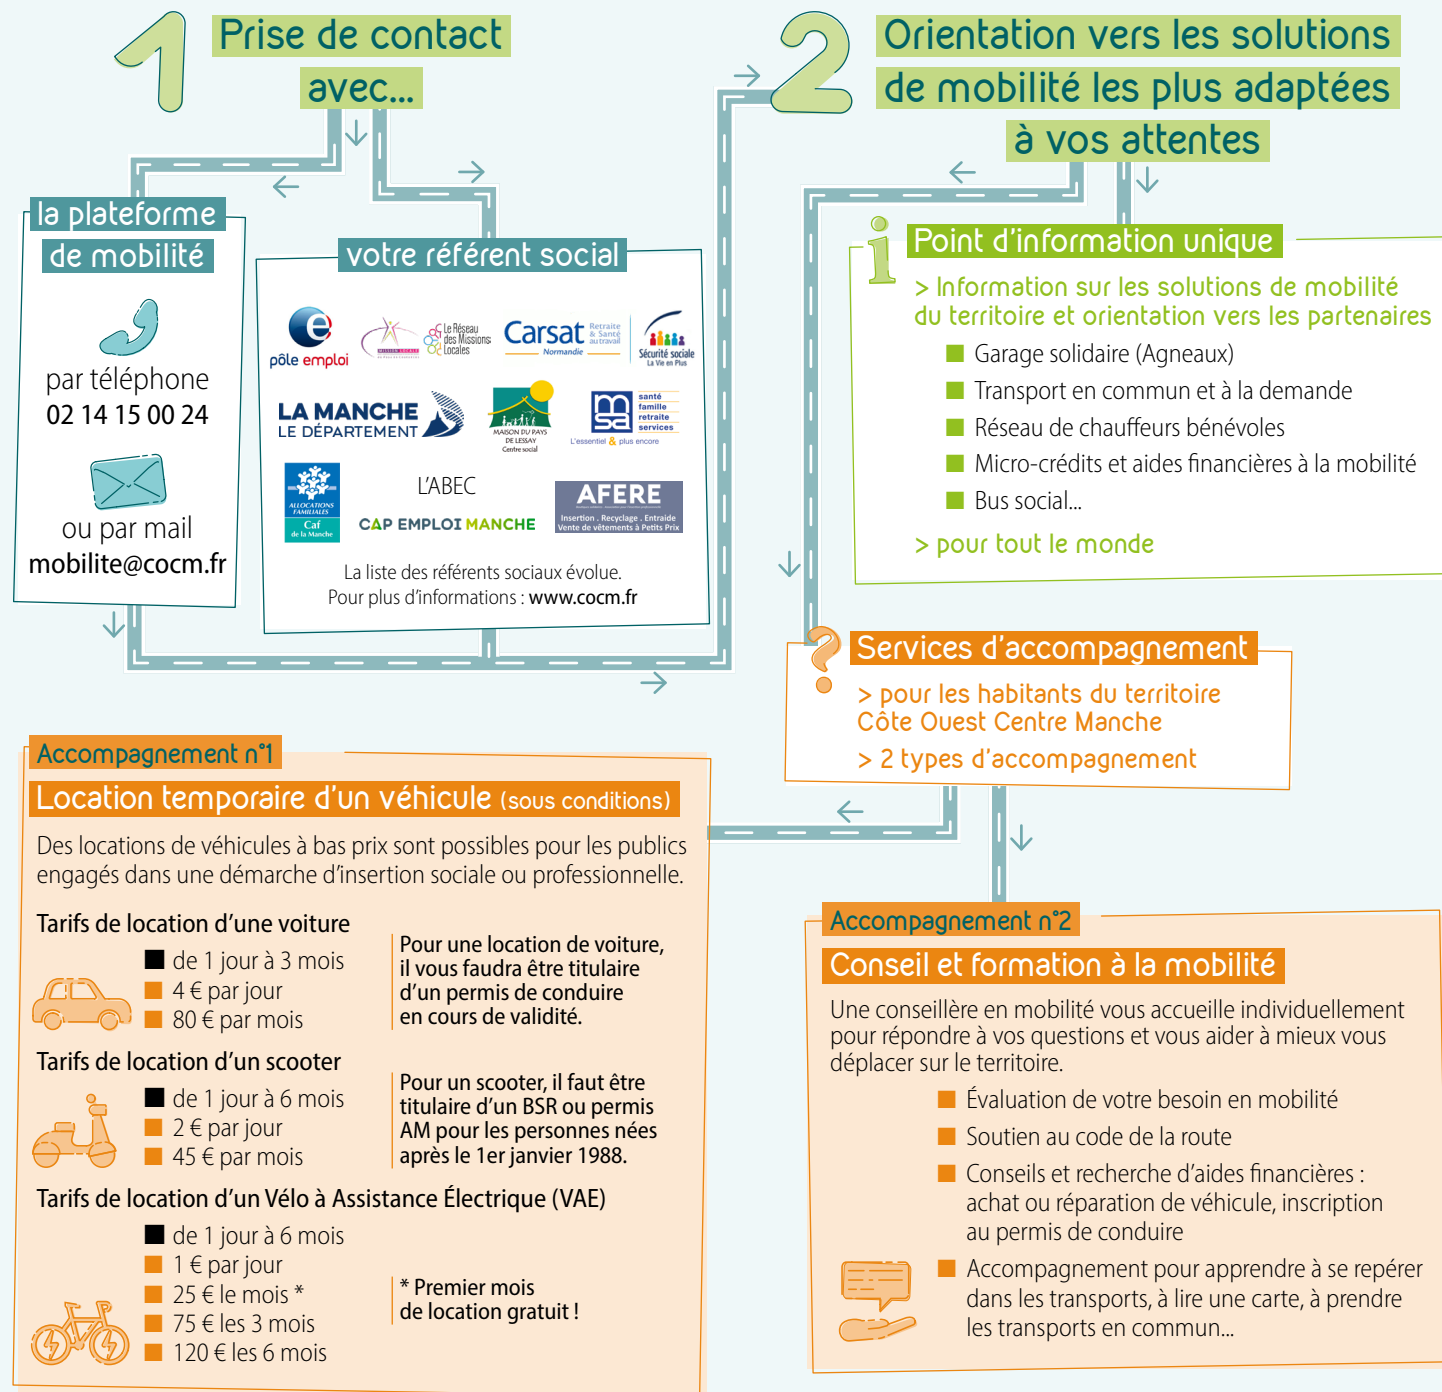 1
Prise de contact
avec...
la plateforme
de mobilité
par téléphone
02 14 15 00 24
ou par mail
mobilite@cocm.fr
votre référent social
pôle emploi
MISSION LOCALE
Le Réseau
des Missions
Locales
Carsat
Retraite
& Santé
au travail
Normandie
Sécurité sociale
La Vie en Plus
LA MANCHE
LE DÉPARTEMENT
MAISON DU PAYS
DE LESSAY
Centre social
msa
santé
famille
retraite
services
L'essentiel & plus encore
ALLOCATIONS
FAMILIALES
Caf
de la Manche
L'ABEC
CAP EMPLOI MANCHE
AFERE
Insertion . Recyclage . Entraide
Vente de vêtements à Petits Prix
La liste des référents sociaux évolue.
Pour plus d'informations : www.cocm.fr
2
Orientation vers les solutions
de mobilité les plus adaptées
à vos attentes
i
Point d'information unique
> Information sur les solutions de mobilité
du territoire et orientation vers les partenaires
■ Garage solidaire (Agneaux)
■ Transport en commun et à la demande
■ Réseau de chauffeurs bénévoles
■ Micro-crédits et aides financières à la mobilité
■ Bus social...
> pour tout le monde
?
Services d'accompagnement
> pour les habitants du territoire
Côte Ouest Centre Manche
> 2 types d'accompagnement
Accompagnement n°1
Location temporaire d'un véhicule (sous conditions)
Des locations de véhicules à bas prix sont possibles pour les publics
engagés dans une démarche d'insertion sociale ou professionnelle.
Tarifs de location d'une voiture
■ de 1 jour à 3 mois
■ 4 € par jour
■ 80 € par mois
Pour une location de voiture,
il vous faudra être titulaire
d'un permis de conduire
en cours de validité.
Tarifs de location d'un scooter
■ de 1 jour à 6 mois
■ 2 € par jour
■ 45 € par mois
Pour un scooter, il faut être
titulaire d'un BSR ou permis
AM pour les personnes nées
après le 1er janvier 1988.
Tarifs de location d'un Vélo à Assistance Électrique (VAE)
■ de 1 jour à 6 mois
■ 1 € par jour
■ 25 € le mois *
■ 75 € les 3 mois
■ 120 € les 6 mois
* Premier mois
de location gratuit !
Accompagnement n°2
Conseil et formation à la mobilité
Une conseillère en mobilité vous accueille individuellement
pour répondre à vos questions et vous aider à mieux vous
déplacer sur le territoire.
■ Évaluation de votre besoin en mobilité
■ Soutien au code de la route
■ Conseils et recherche d'aides financières :
achat ou réparation de véhicule, inscription
au permis de conduire
■ Accompagnement pour apprendre à se repérer
dans les transports, à lire une carte, à prendre
les transports en commun...